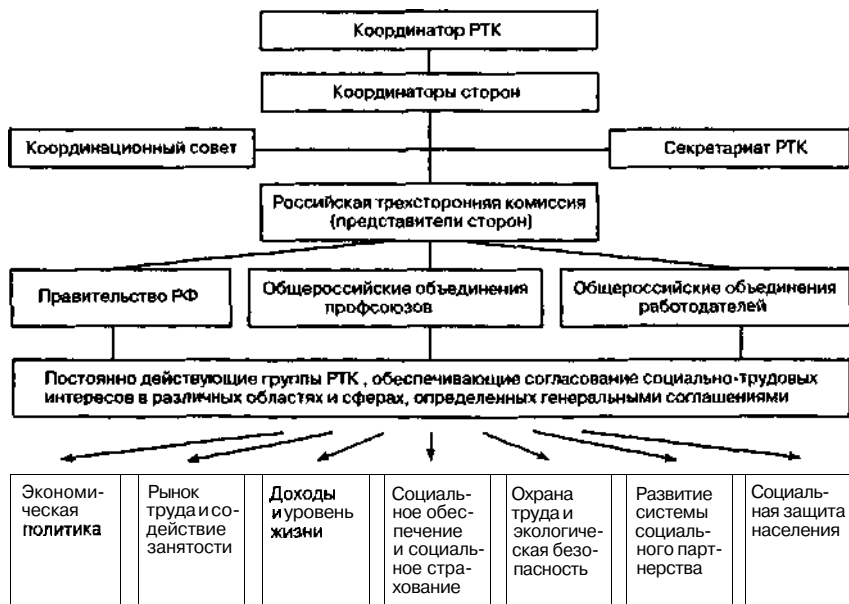 Координатор РТК
Координаторы сторон
Координационный совет
Секретариат РТК
Российская трехсторонняя комиссия
(представители сторон)
Правительство РФ
Общероссийские объединения
профсоюзов
Общероссийские объединения
работодателей
Постоянно действующие группы РТК , обеспечивающие согласование социально-трудовых
интересов в различных областях и сферах, определенных генеральными соглашениями
Экономи-
ческая
политика
Рынок
труда и со-
действие
занятости
Доходы
и уровень
жизни
Социаль-
ное обес-
печение
и социаль-
ное стра-
хование
Охрана
труда и
экологиче-
ская безо-
пасность
Развитие
системы
социаль-
ного парт-
нерства
Социаль-
ная защита
населения